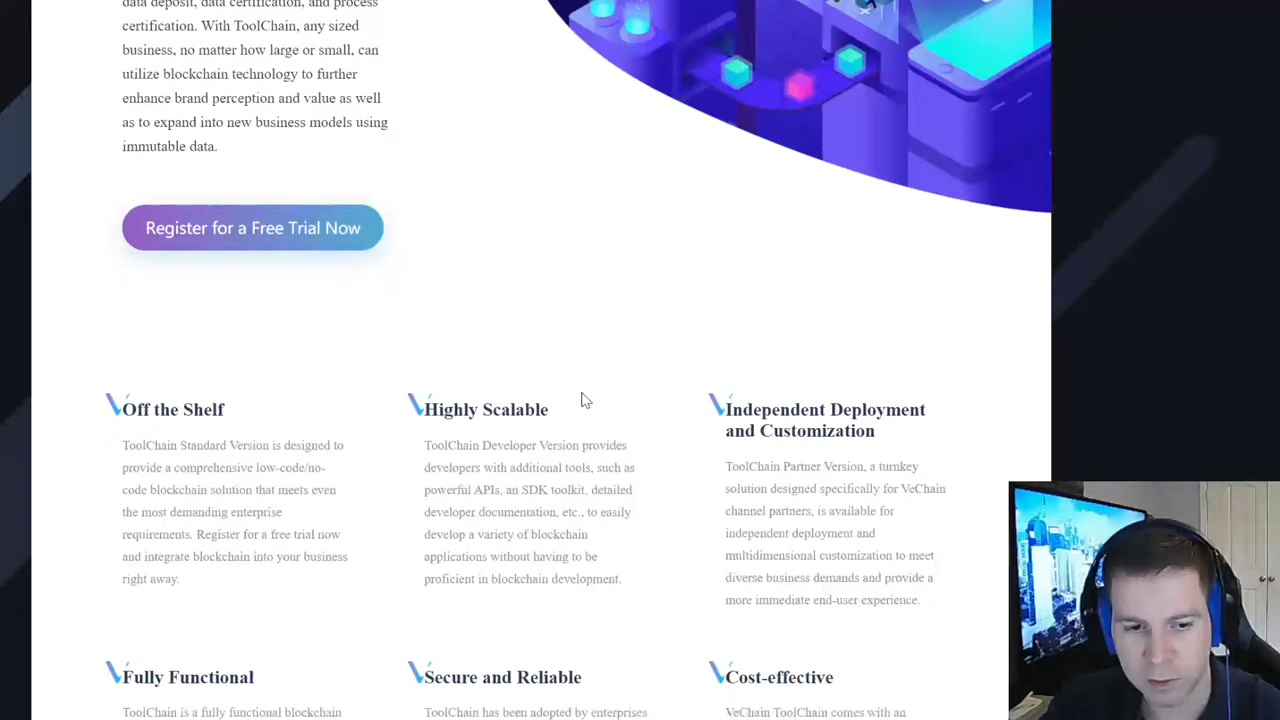 data deposit, data certification, and process
certification. With ToolChain, any sized
business, no matter how large or small, can
utilize blockchain technology to further
enhance brand perception and value as well
as to expand into new business models using
immutable data.
Register for a Free Trial Now
Off the Shelf
ToolChain Standard Version is designed to
provide a comprehensive low-code/no-
code blockchain solution that meets even
the most demanding enterprise
requirements. Register for a free trial now
and integrate blockchain into your business
right away.
Highly Scalable
ToolChain Developer Version provides
developers with additional tools, such as
powerful APIs, an SDK toolkit, detailed
developer documentation, etc., to easily
develop a variety of blockchain
applications without having to be
proficient in blockchain development.
Independent Deployment
and Customization
ToolChain Partner Version, a turnkey
solution designed specifically for VeChain
channel partners, is available for
independent deployment and
multidimensional customization to meet
diverse business demands and provide a
more immediate end-user experience.
Fully Functional
ToolChain is a fully functional blockchain
Secure and Reliable
ToolChain has been adopted by enterprises
Cost-effective
VeChain ToolChain comes with an